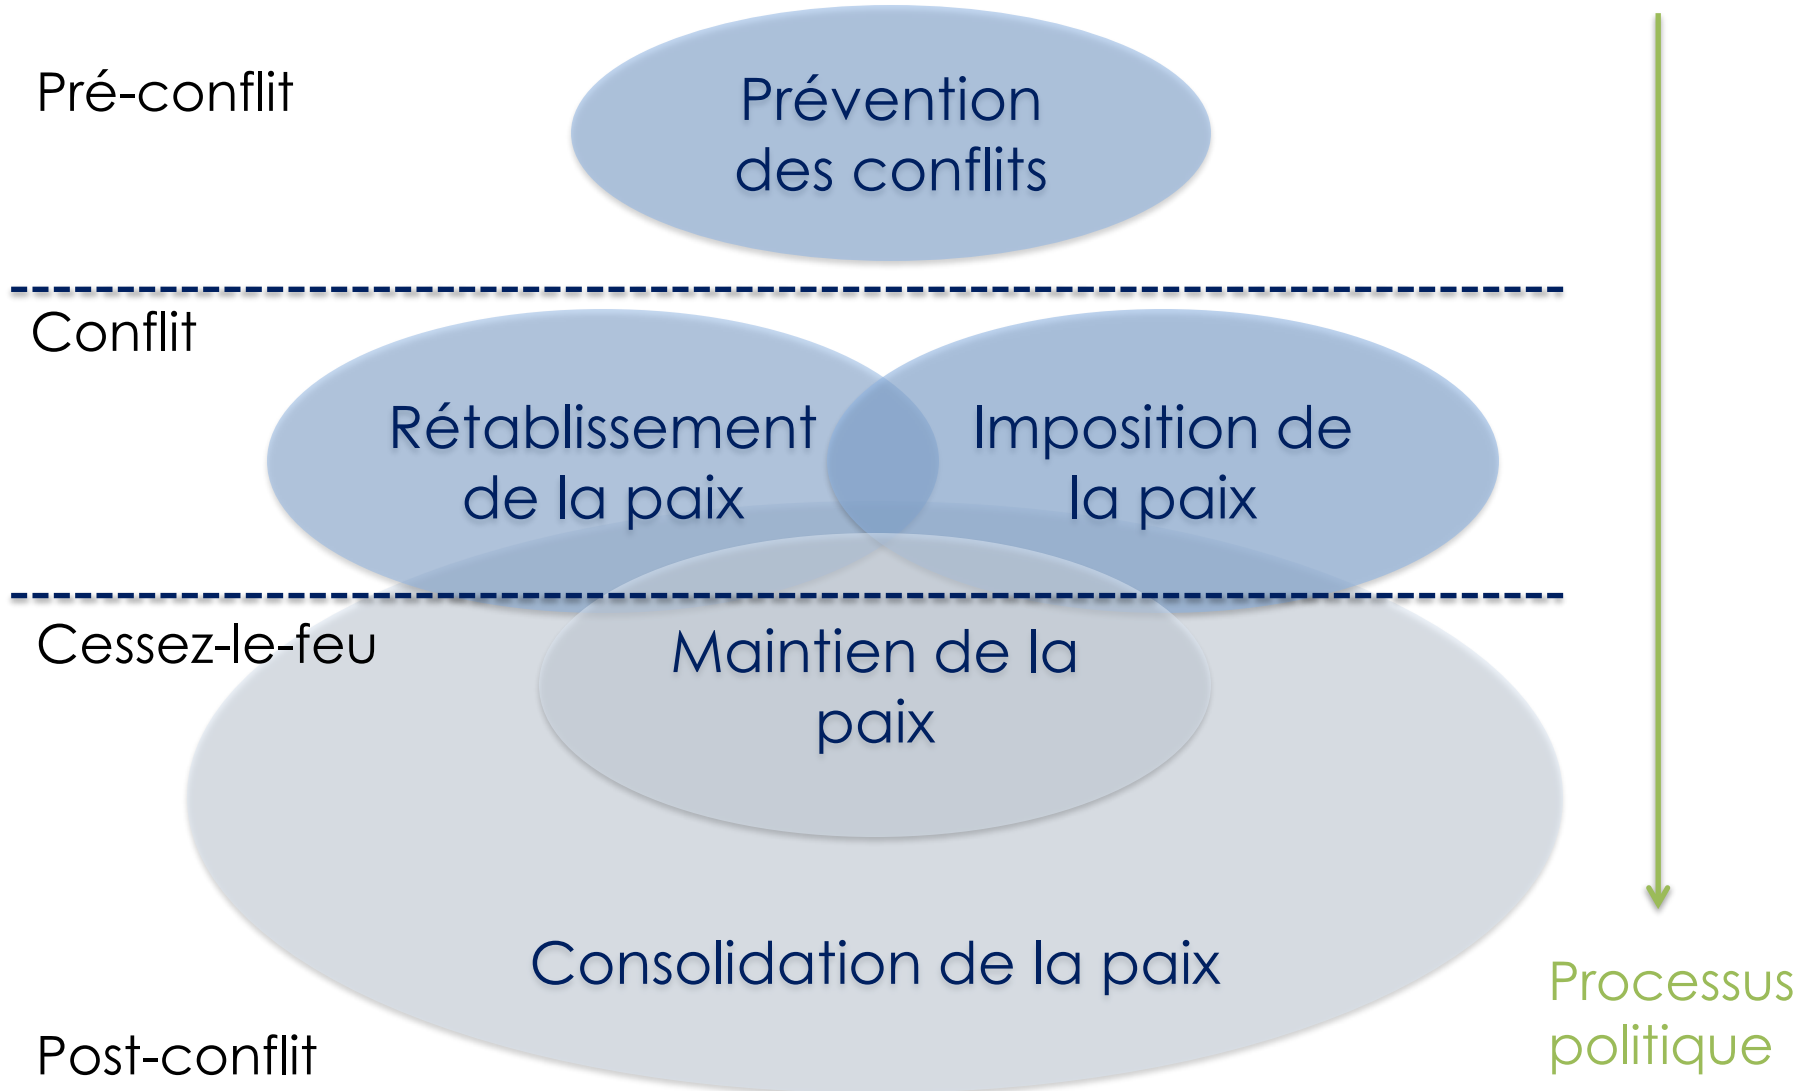 Pré-conflit
Prévention
des conflits
Conflit
Rétablissement
de la paix
Imposition de
la paix
Cessez-le-feu
Maintien de la
paix
Consolidation de la paix
Post-conflit
Processus
politique